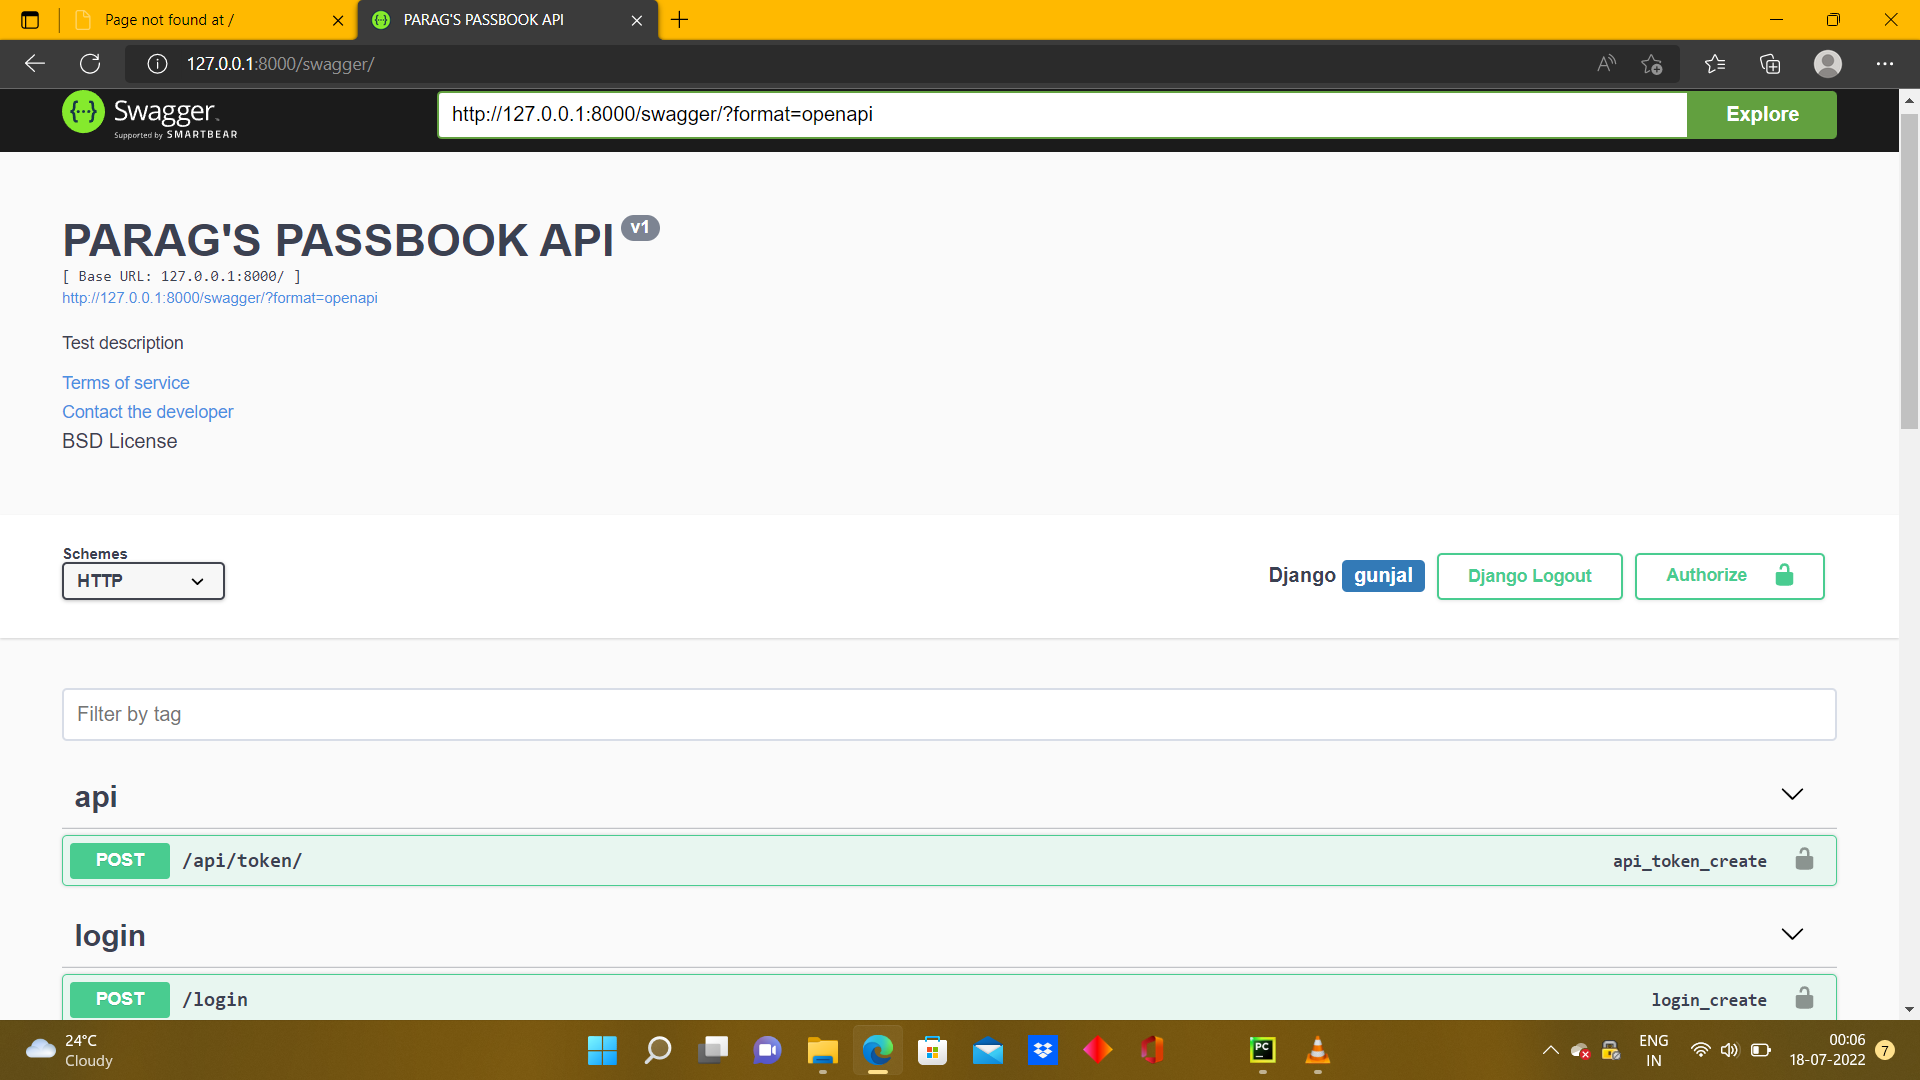 Page not found at /
PARAG'S PASSBOOK API
127.0.0.1:8000/swagger/
Swagger.
Supported by SMARTBEAR
http://127.0.0.1:8000/swagger/?format=openapi
Explore
PARAG'S PASSBOOK API v1
[ Base URL: 127.0.0.1:8000/ ]
http://127.0.0.1:8000/swagger/?format=openapi
Test description
Terms of service
Contact the developer
BSD License
Schemes
HTTP
Django gunjal
Django Logout
Authorize
Filter by tag
api
POST /api/token/ api_token_create
login
POST /login login_create
24°C
Cloudy
PC
ENG
IN
00:06
18-07-2022
7